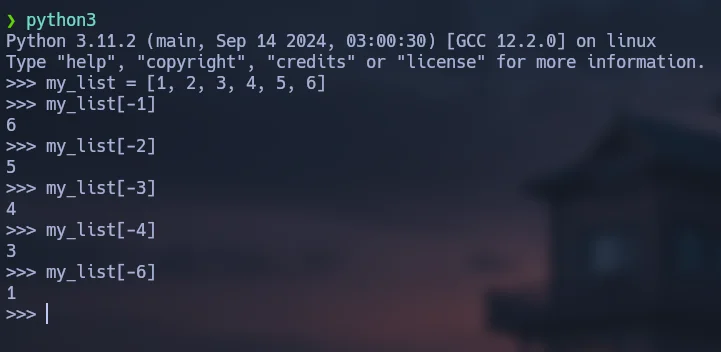 ❯ python3
Python 3.11.2 (main, Sep 14 2024, 03:00:30) [GCC 12.2.0] on linux
Type "help", "copyright", "credits" or "license" for more information.
>>> my_list = [1, 2, 3, 4, 5, 6]
>>> my_list[-1]
6
>>> my_list[-2]
5
>>> my_list[-3]
4
>>> my_list[-4]
3
>>> my_list[-6]
1
>>>